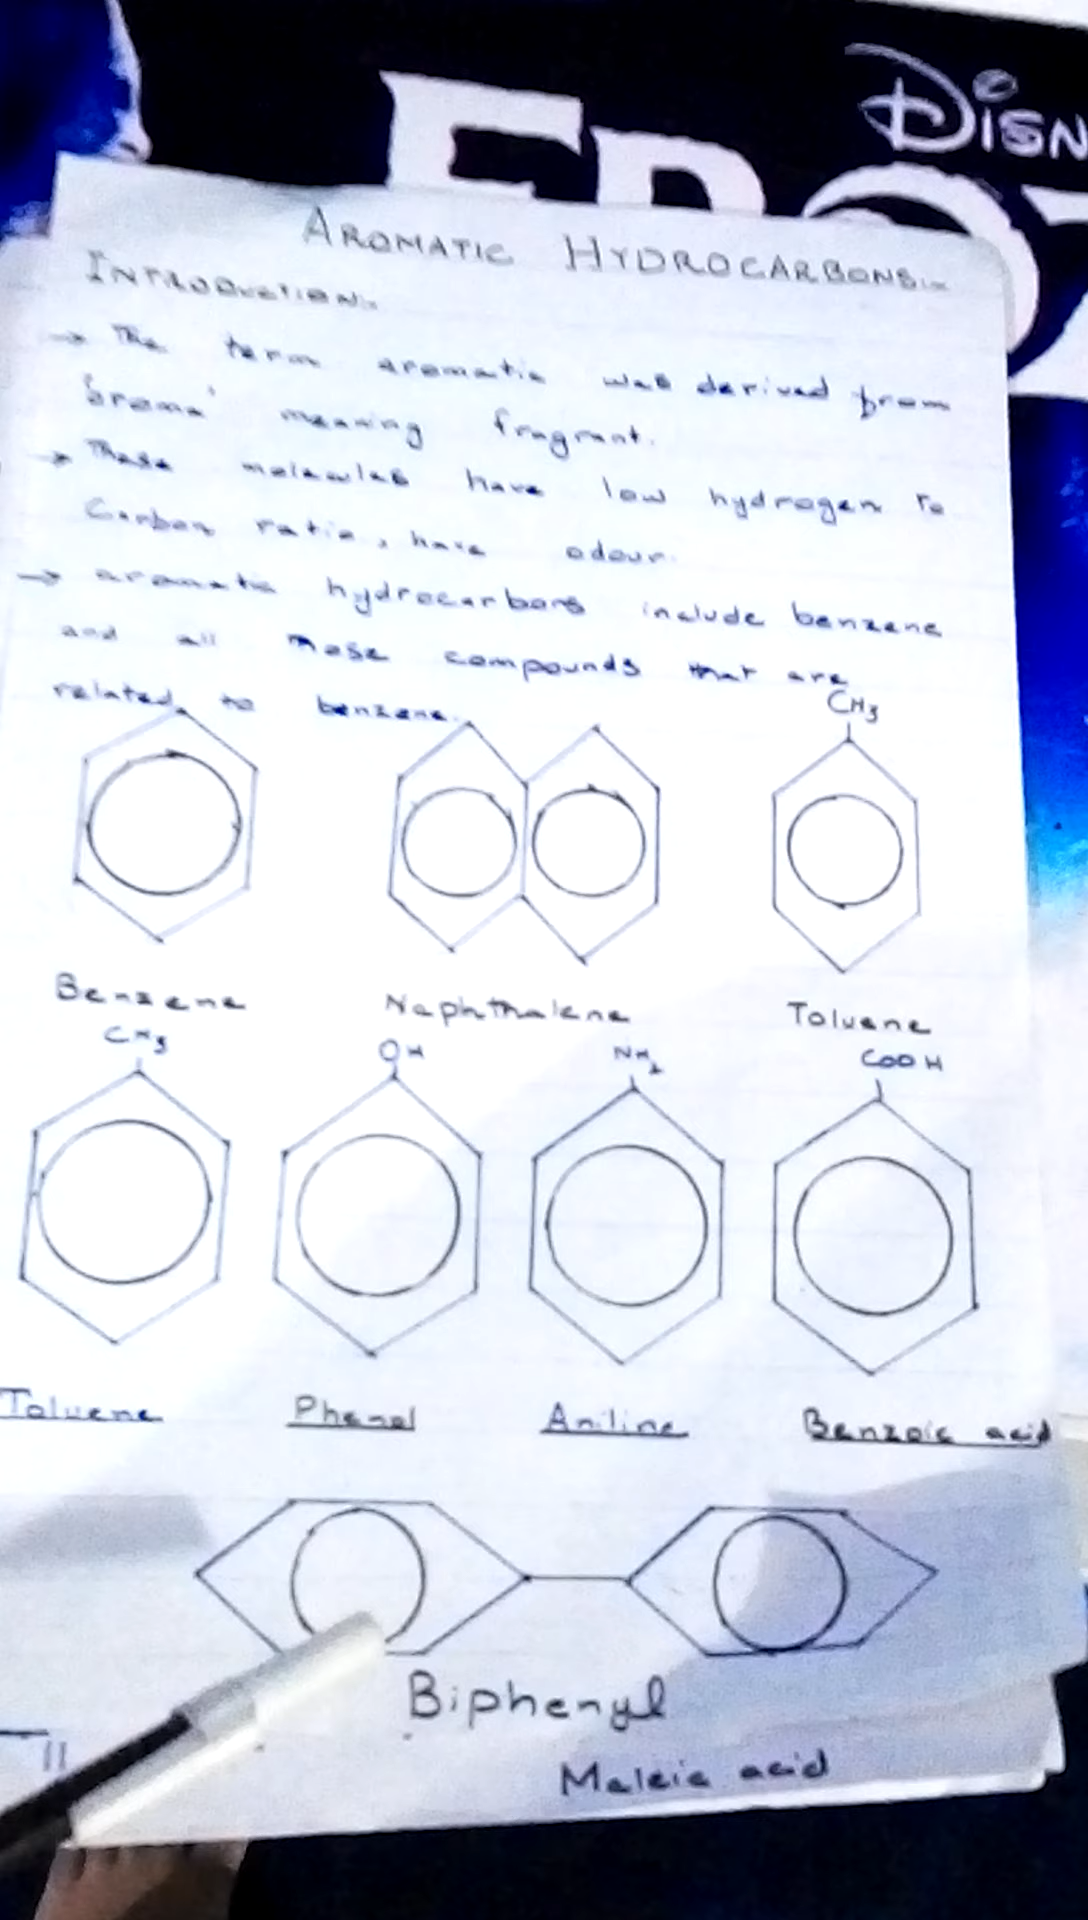 DISN
FROZ
AROMATIC HYDROCARBONS:-
INTRODUCTION:-
→ The term aromatic was derived from
'aroma' meaning fragrant.
→ These molecules have low hydrogen to
Carbon ratio, have odour.
→ aromatic hydrocarbons include benzene
and all those compounds that are
related to benzene.
CH3
Benzene Naphthalene Toluene
CH3 OH NH2 COOH
Toluene Phenol Aniline Benzoic acid
Biphenyl
Maleic acid